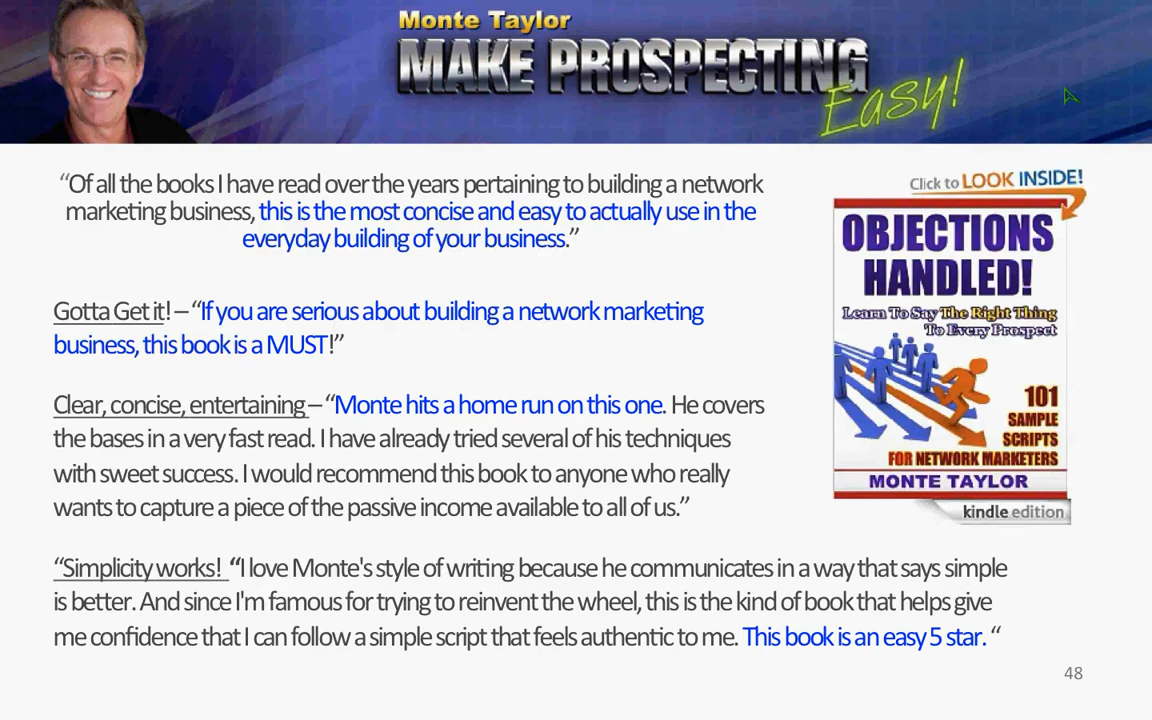 Monte Taylor
MAKE PROSPECTING
Easy!
“Of all the books I have read over the years pertaining to building a network
marketing business, this is the most concise and easy to actually use in the
everyday building of your business.”
Gotta Get it! – “If you are serious about building a network marketing
business, this book is a MUST!”
Clear, concise, entertaining – “Monte hits a home run on this one. He covers
the bases in a very fast read. I have already tried several of his techniques
with sweet success. I would recommend this book to anyone who really
wants to capture a piece of the passive income available to all of us.”
“Simplicity works! “I love Monte's style of writing because he communicates in a way that says simple
is better. And since I'm famous for trying to reinvent the wheel, this is the kind of book that helps give
me confidence that I can follow a simple script that feels authentic to me. This book is an easy 5 star. “
Click to LOOK INSIDE!
OBJECTIONS
HANDLED!
Learn To Say The Right Thing
To Every Prospect
101
SAMPLE
SCRIPTS
FOR NETWORK MARKETERS
MONTE TAYLOR
kindle edition
48